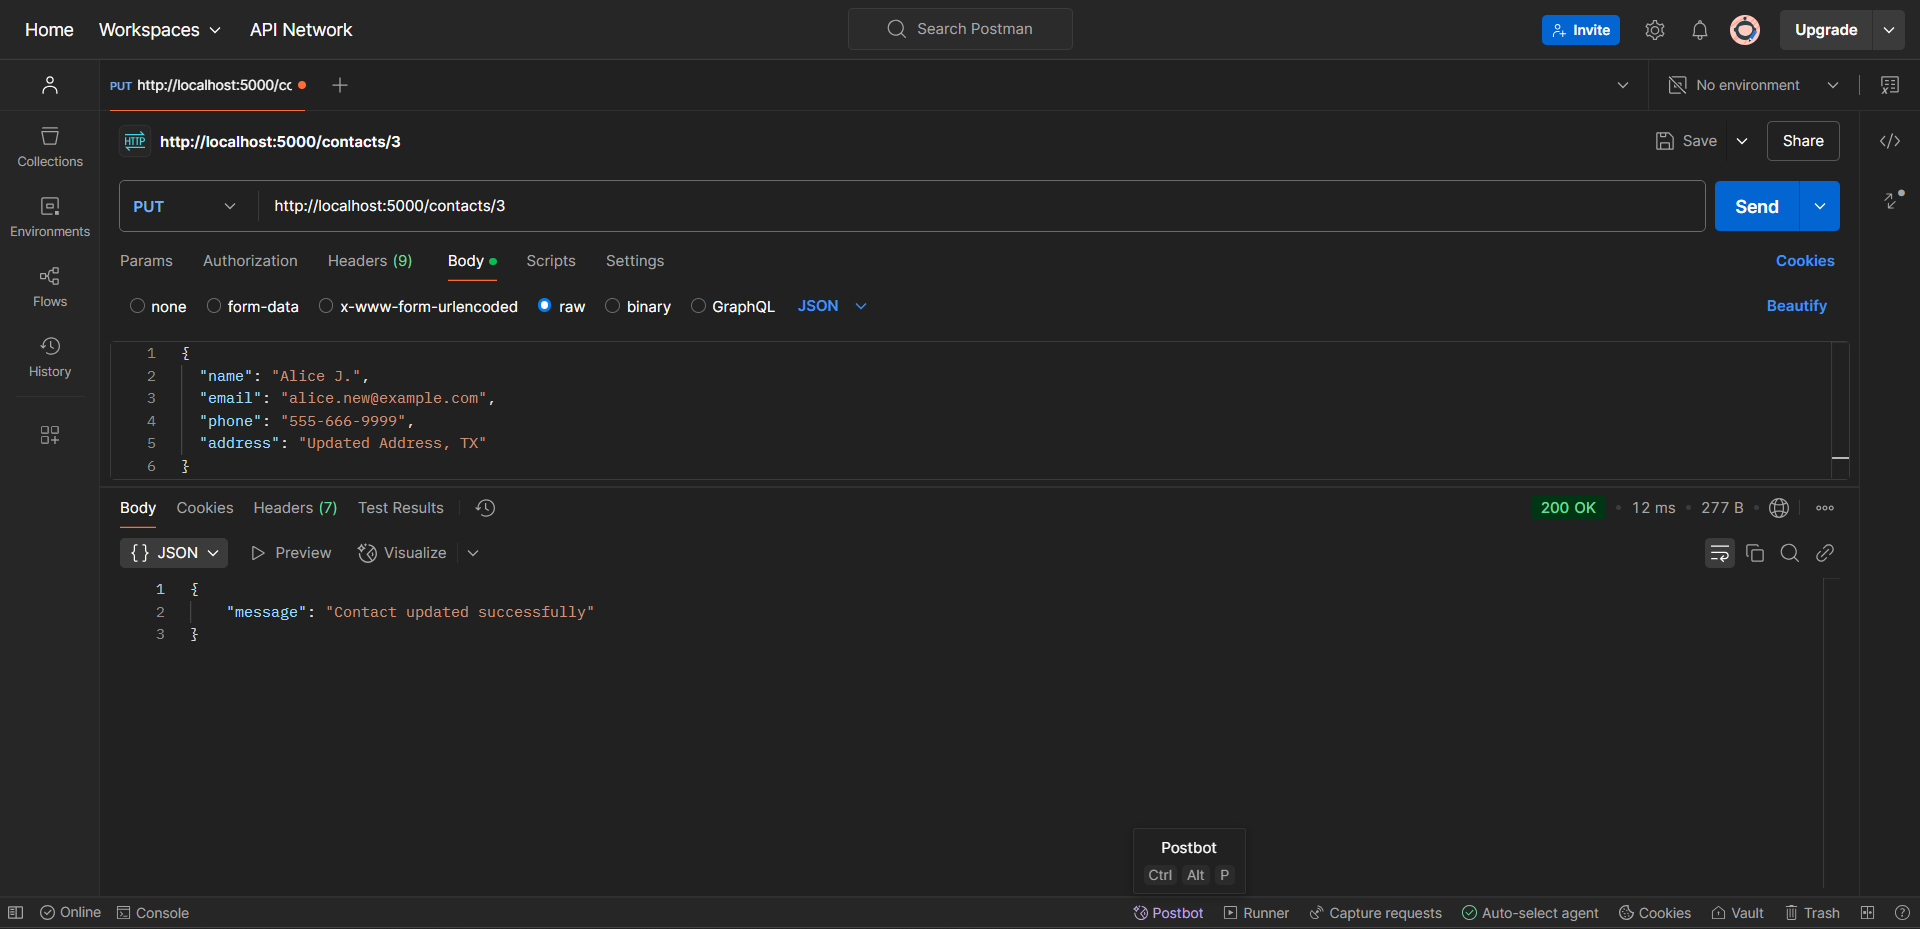 Home Workspaces API Network Search Postman Invite Upgrade
PUT http://localhost:5000/cc No environment
HTTP http://localhost:5000/contacts/3 Save Share
Collections
Environments
Flows
History
PUT http://localhost:5000/contacts/3 Send
Params Authorization Headers (9) Body Scripts Settings Cookies
none form-data x-www-form-urlencoded raw binary GraphQL JSON Beautify
1 {
2 "name": "Alice J.",
3 "email": "alice.new@example.com",
4 "phone": "555-666-9999",
5 "address": "Updated Address, TX"
6 }
Body Cookies Headers (7) Test Results 200 OK • 12 ms • 277 B
{} JSON Preview Visualize
1 {
2 "message": "Contact updated successfully"
3 }
Postbot
Ctrl Alt P
Online Console Postbot Runner Capture requests Auto-select agent Cookies Vault Trash